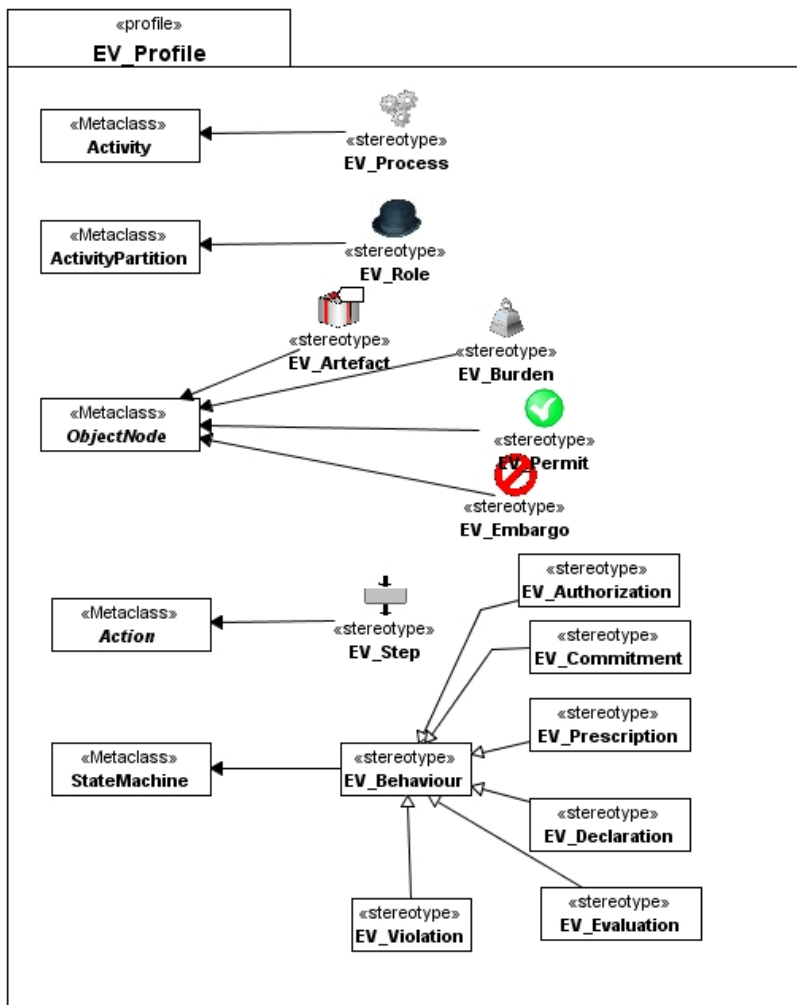 «profile»
EV_Profile
«Metaclass»
Activity
«stereotype»
EV_Process
«Metaclass»
ActivityPartition
«stereotype»
EV_Role
«stereotype»
EV_Artefact
«stereotype»
EV_Burden
«Metaclass»
ObjectNode
«stereotype»
EV_Permit
«stereotype»
EV_Embargo
«stereotype»
EV_Authorization
«Metaclass»
Action
«stereotype»
EV_Step
«stereotype»
EV_Commitment
«stereotype»
EV_Prescription
«Metaclass»
StateMachine
«stereotype»
EV_Behaviour
«stereotype»
EV_Declaration
«stereotype»
EV_Violation
«stereotype»
EV_Evaluation